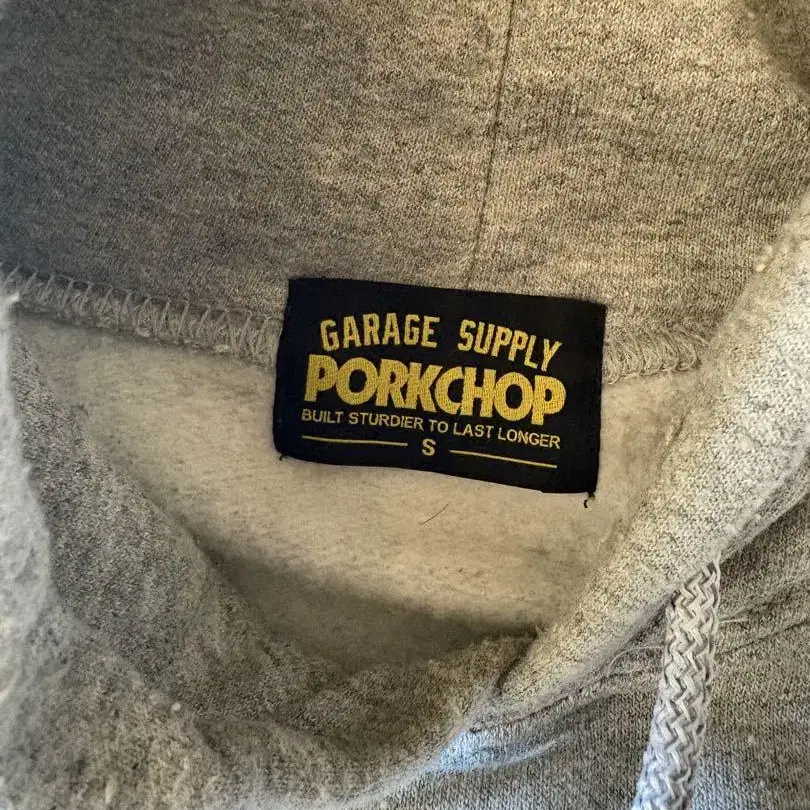 GARAGE SUPPLY
PORKCHOP
BUILT STURDIER TO LAST LONGER
S